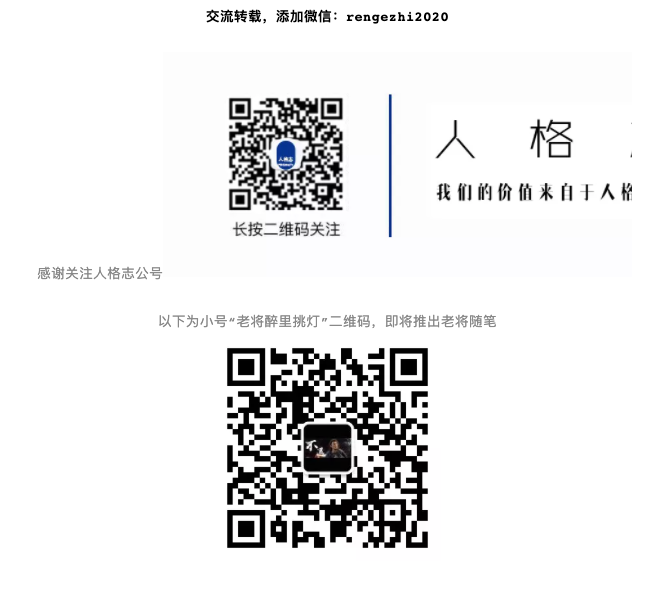 交流转载，添加微信：rengezhi2020
人格志
长按二维码关注
人格
我们的价值来自于人格
感谢关注人格志公号
以下为小号“老将醉里挑灯”二维码，即将推出老将随笔